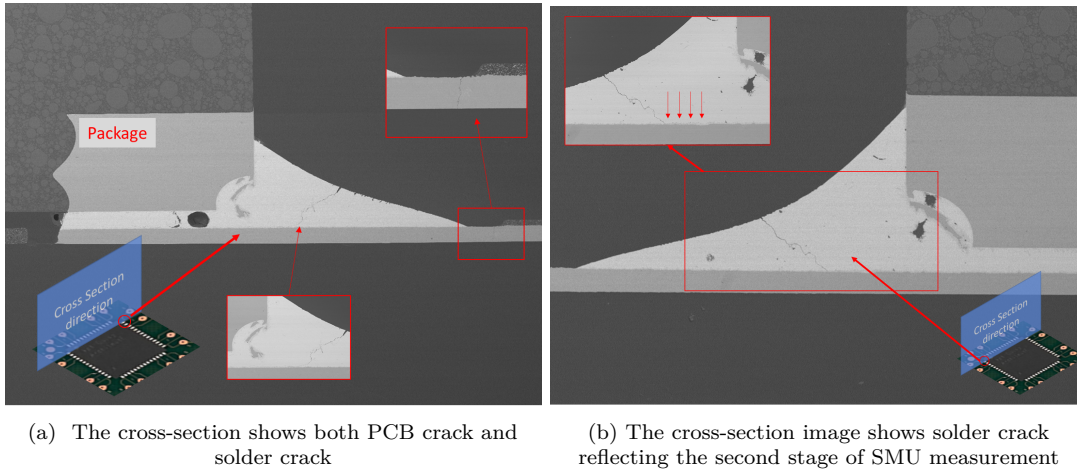 Package
Cross Section
direction
Cross Section
direction
(a) The cross-section shows both PCB crack and
solder crack
(b) The cross-section image shows solder crack
reflecting the second stage of SMU measurement